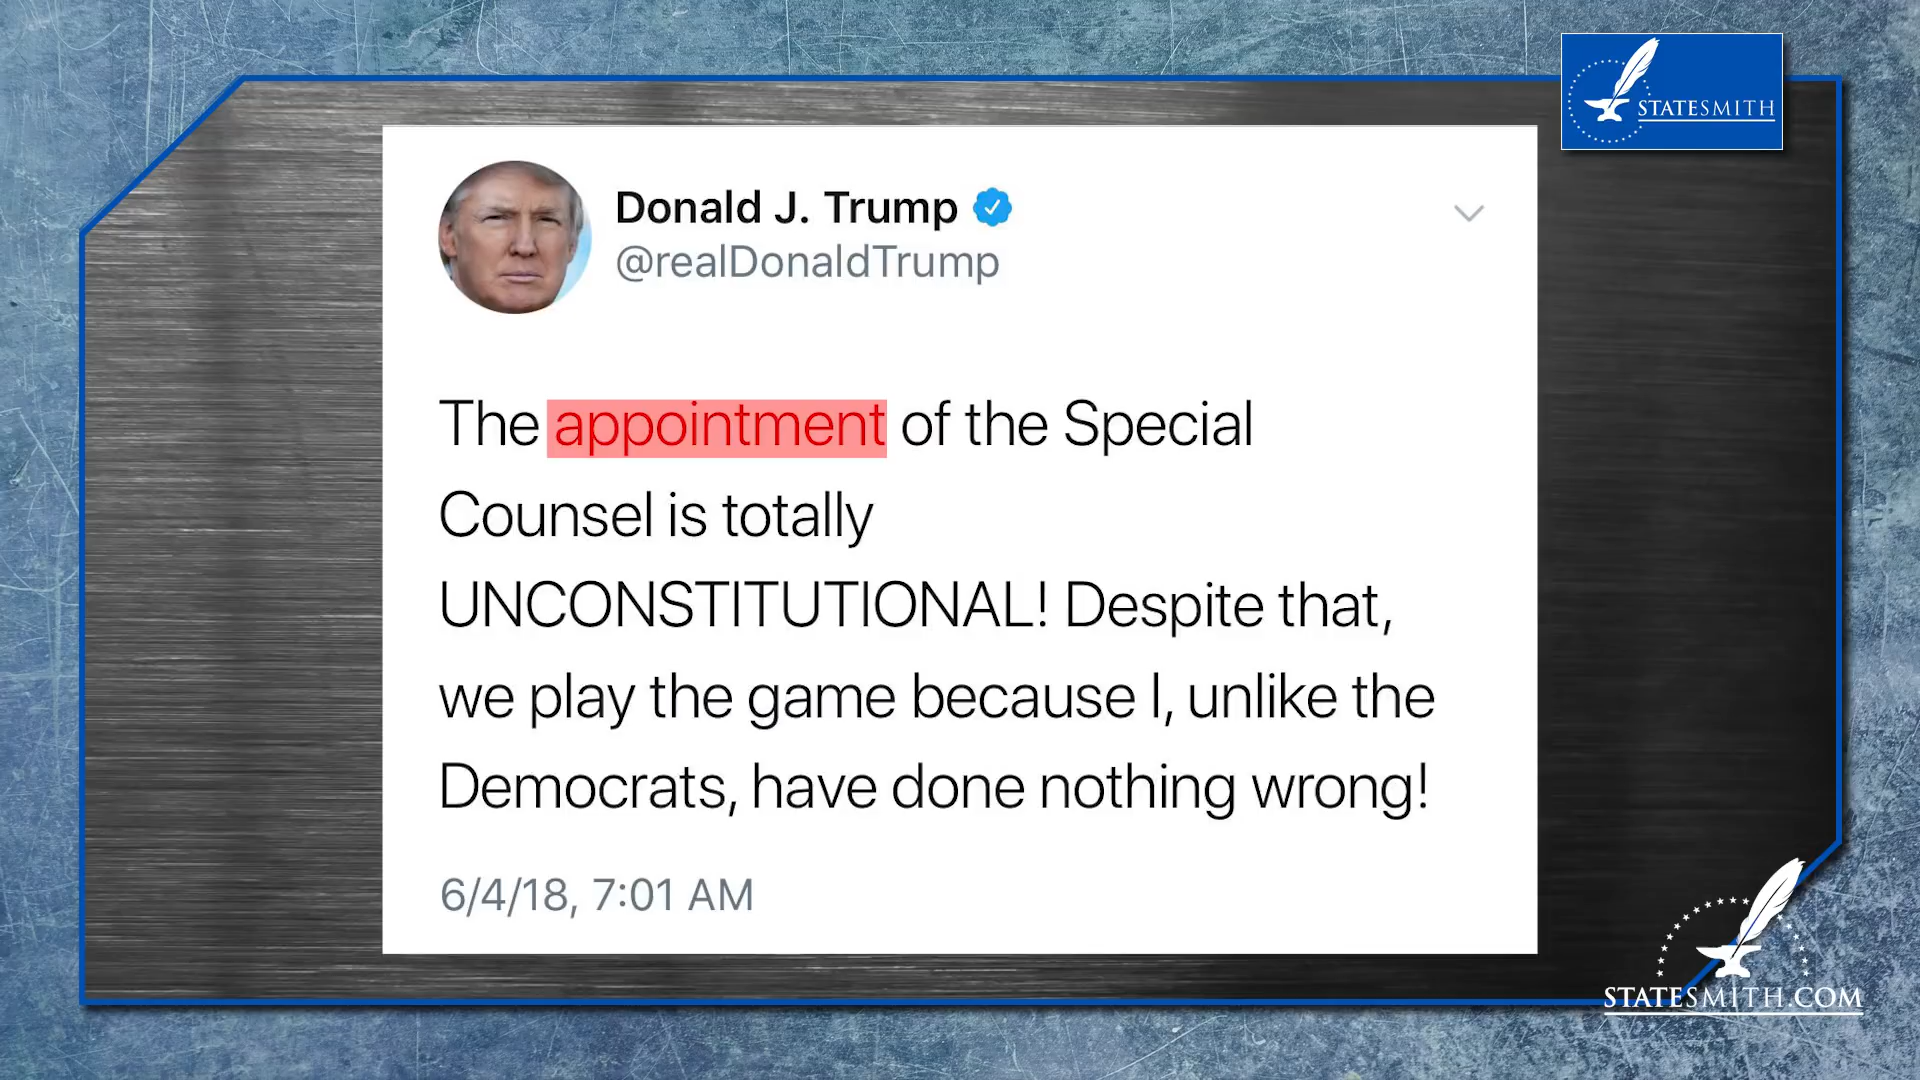 STATESMITH
Donald J. Trump
@realDonaldTrump
The appointment of the Special
Counsel is totally
UNCONSTITUTIONAL! Despite that,
we play the game because I, unlike the
Democrats, have done nothing wrong!
6/4/18, 7:01 AM
STATESMITH.COM